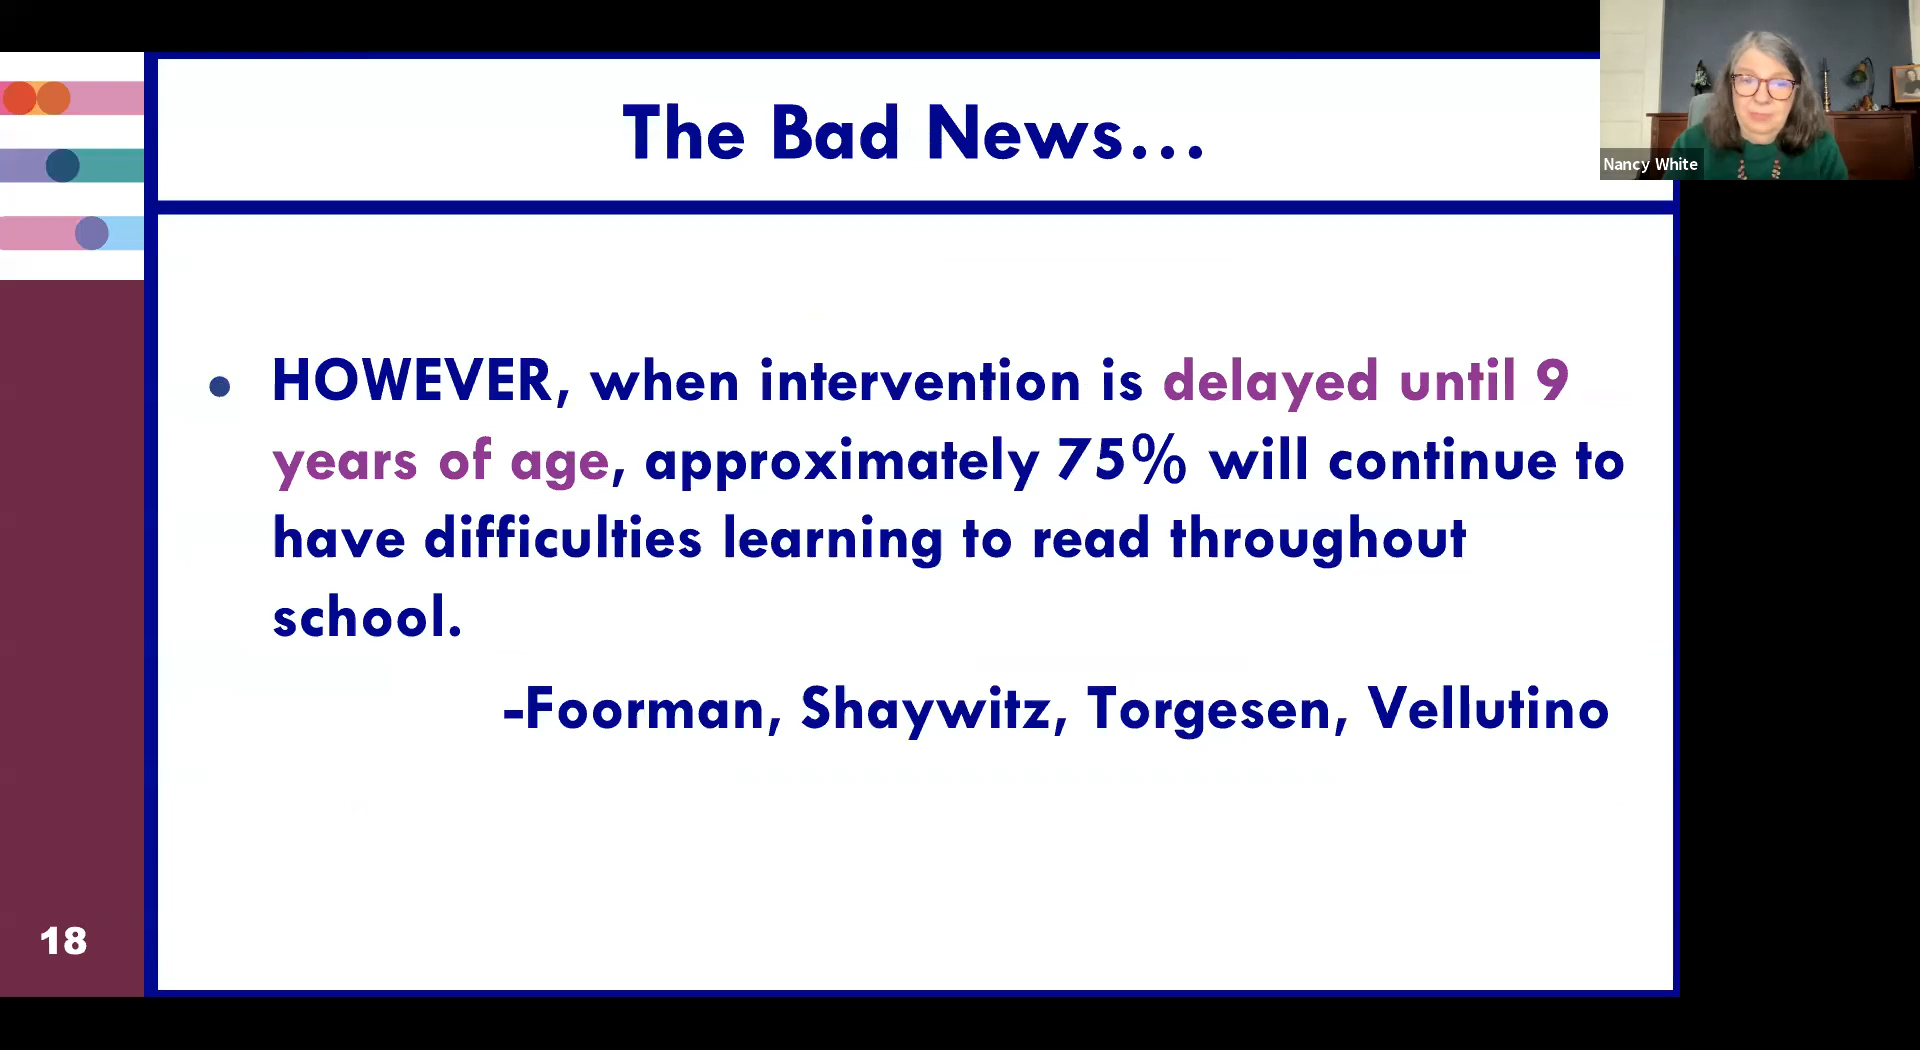 The Bad News...
Nancy White
• HOWEVER, when intervention is delayed until 9
years of age, approximately 75% will continue to
have difficulties learning to read throughout
school.
-Foorman, Shaywitz, Torgesen, Vellutino
18